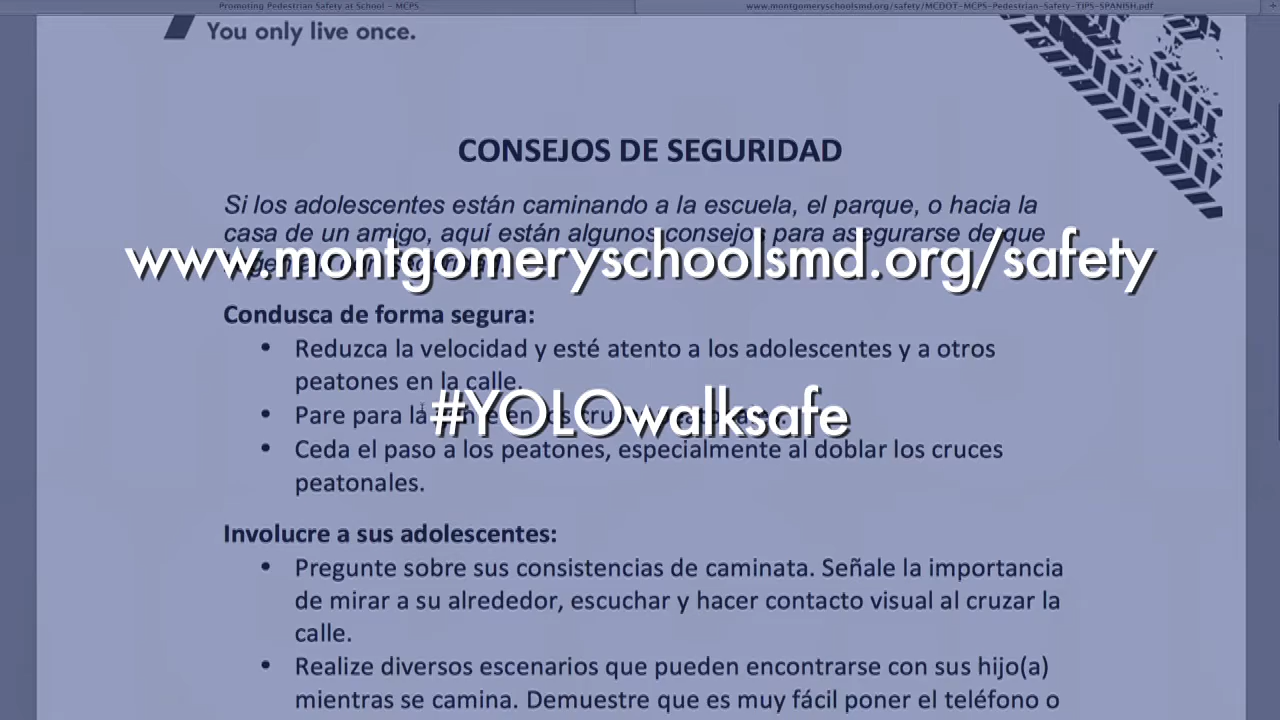 Promoting Pedestrian Safety at School – MCPS
www.montgomeryschoolsmd.org/safety/MCDOT-MCPS-Pedestrian-Safety-TIPS-SPANISH.pdf
You only live once.
CONSEJOS DE SEGURIDAD
Si los adolescentes están caminando a la escuela, el parque, o hacia la
casa de un amigo, aquí están algunos consejos para asegurarse de que
www.montgomeryschoolsmd.org/safety
Condusca de forma segura:
• Reduzca la velocidad y esté atento a los adolescentes y a otros
peatones en la calle.
• Pare para la en los
#YOLOwalksafe
• Ceda el paso a los peatones, especialmente al doblar los cruces
peatonales.
Involucre a sus adolescentes:
• Pregunte sobre sus consistencias de caminata. Señale la importancia
de mirar a su alrededor, escuchar y hacer contacto visual al cruzar la
calle.
• Realize diversos escenarios que pueden encontrarse con sus hijo(a)
mientras se camina. Demuestre que es muy fácil poner el teléfono o